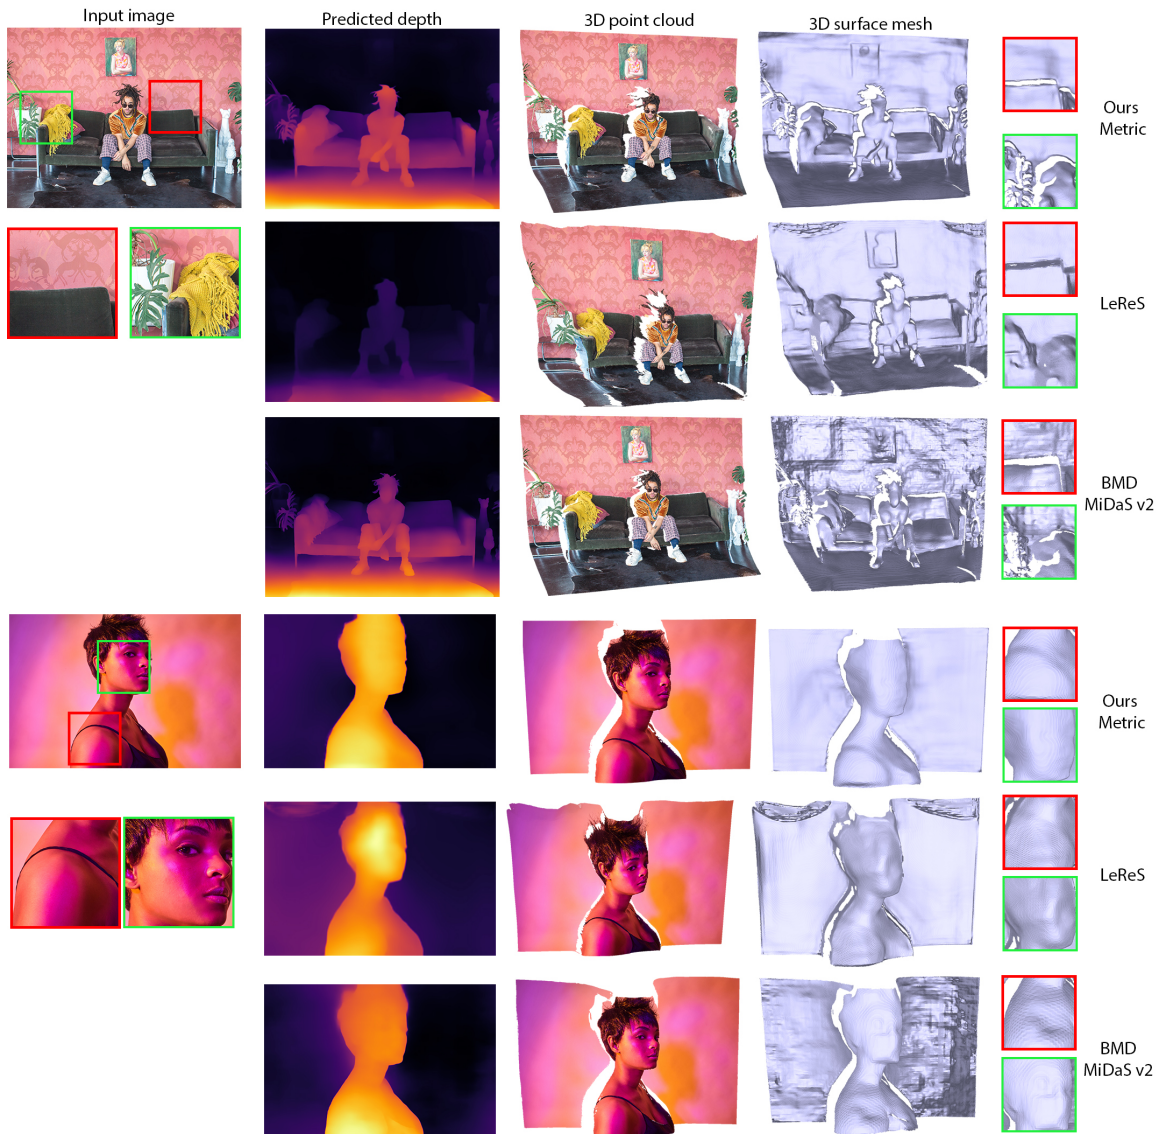 Input image
Predicted depth
3D point cloud
3D surface mesh
Ours
Metric
LeReS
BMD
MiDaS v2
Ours
Metric
LeReS
BMD
MiDaS v2